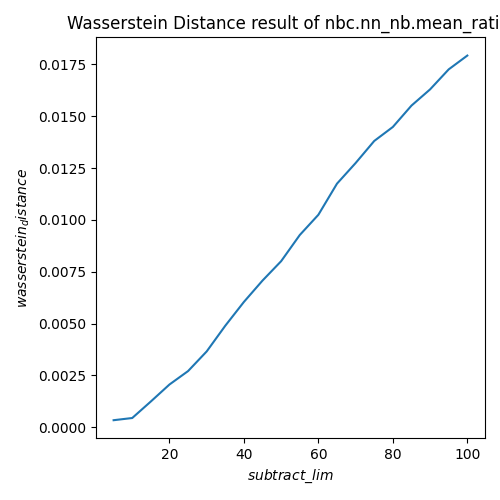 Wasserstein Distance result of nbc.nn_nb.mean_rati
0.0175
0.0150
0.0125
0.0100
0.0075
0.0050
0.0025
0.0000
wasserstein_distance
20 40 60 80 100
subtract_lim